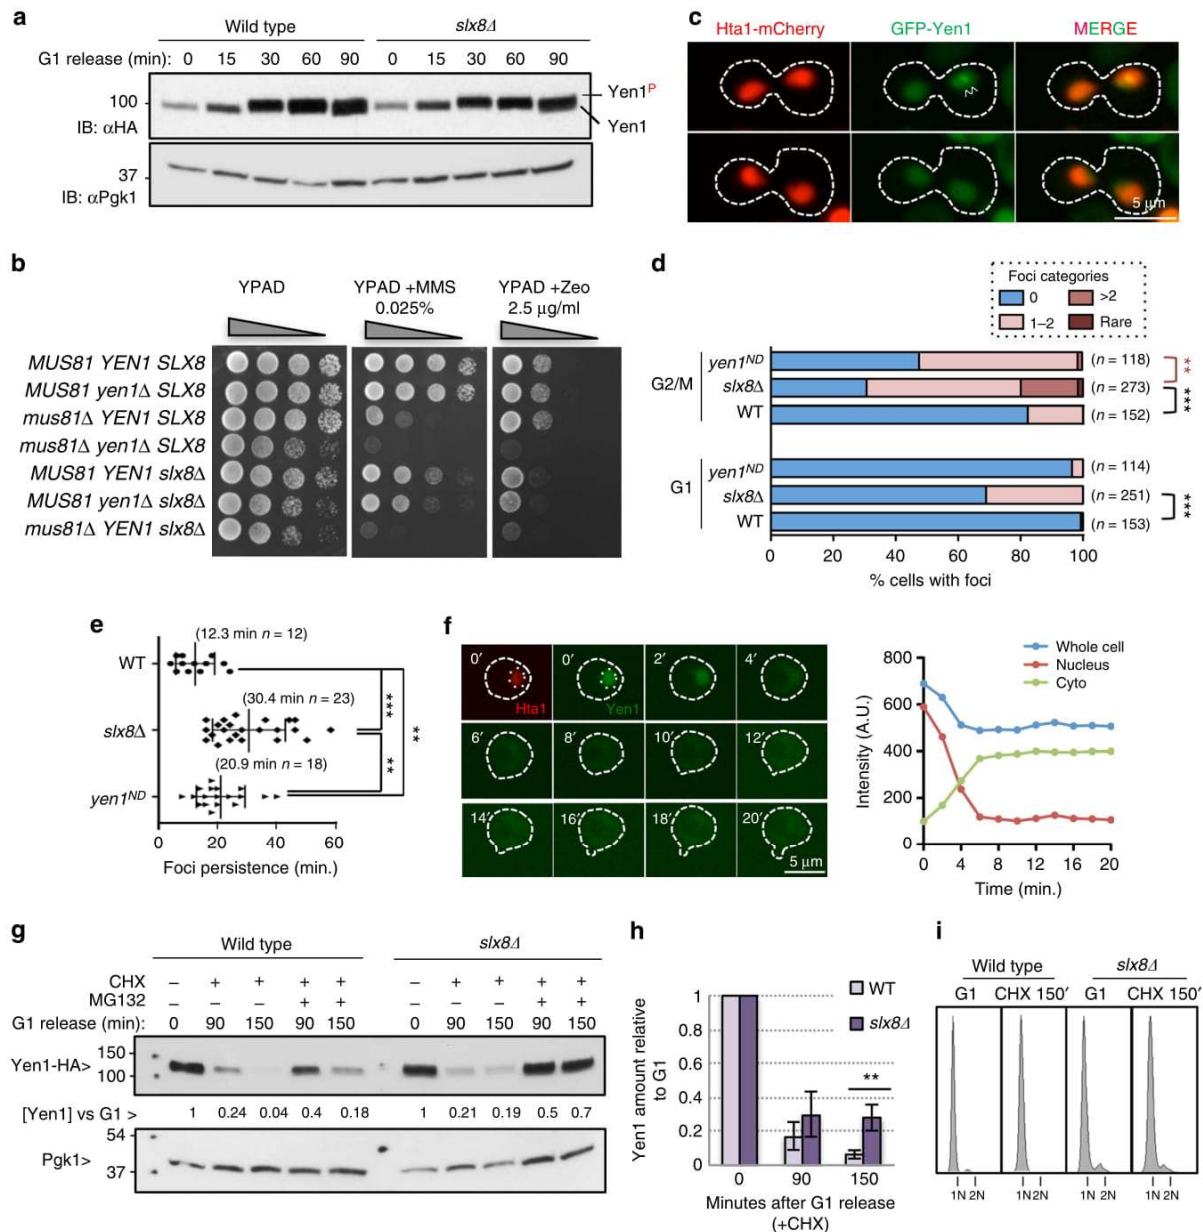 a
Wild type slx8Δ
G1 release (min): 0 15 30 60 90 0 15 30 60 90
100
Yen1P
Yen1
IB: αHA
37
IB: αPgk1
b
YPAD YPAD +MMS YPAD +Zeo
0.025% 2.5 μg/ml
MUS81 YEN1 SLX8
MUS81 yen1Δ SLX8
mus81Δ YEN1 SLX8
mus81Δ yen1Δ SLX8
MUS81 YEN1 slx8Δ
MUS81 yen1Δ slx8Δ
mus81Δ YEN1 slx8Δ
c
Hta1-mCherry GFP-Yen1 MERGE
5 μm
d
Foci categories
0 >2
1–2 Rare
G2/M
yen1ND (n = 118)
slx8Δ (n = 273)
WT (n = 152)
**
***
G1
yen1ND (n = 114)
slx8Δ (n = 251)
WT (n = 153)
***
0 20 40 60 80 100
% cells with foci
e
(12.3 min n = 12)
WT
(30.4 min n = 23)
slx8Δ
(20.9 min n = 18)
yen1ND
***
**
**
0 20 40 60
Foci persistence (min.)
f
0′ 0′ 2′ 4′
Hta1 Yen1
6′ 8′ 10′ 12′
14′ 16′ 18′ 20′
5 μm
Whole cell
Nucleus
Cyto
800
600
400
200
0
Intensity (A.U.)
0 4 8 12 16 20
Time (min.)
g
Wild type slx8Δ
CHX – + + + + – + + + +
MG132 – – – + + – – – + +
G1 release (min): 0 90 150 90 150 0 90 150 90 150
150
Yen1-HA>
100
[Yen1] vs G1 > 1 0.24 0.04 0.4 0.18 1 0.21 0.19 0.5 0.7
54
Pgk1>
37
h
WT
slx8Δ
1
0.8
0.6
0.4
0.2
0
Yen1 amount relative
to G1
**
0 90 150
Minutes after G1 release
(+CHX)
i
Wild type slx8Δ
G1 CHX 150′ G1 CHX 150′
1N 2N 1N 2N 1N 2N 1N 2N